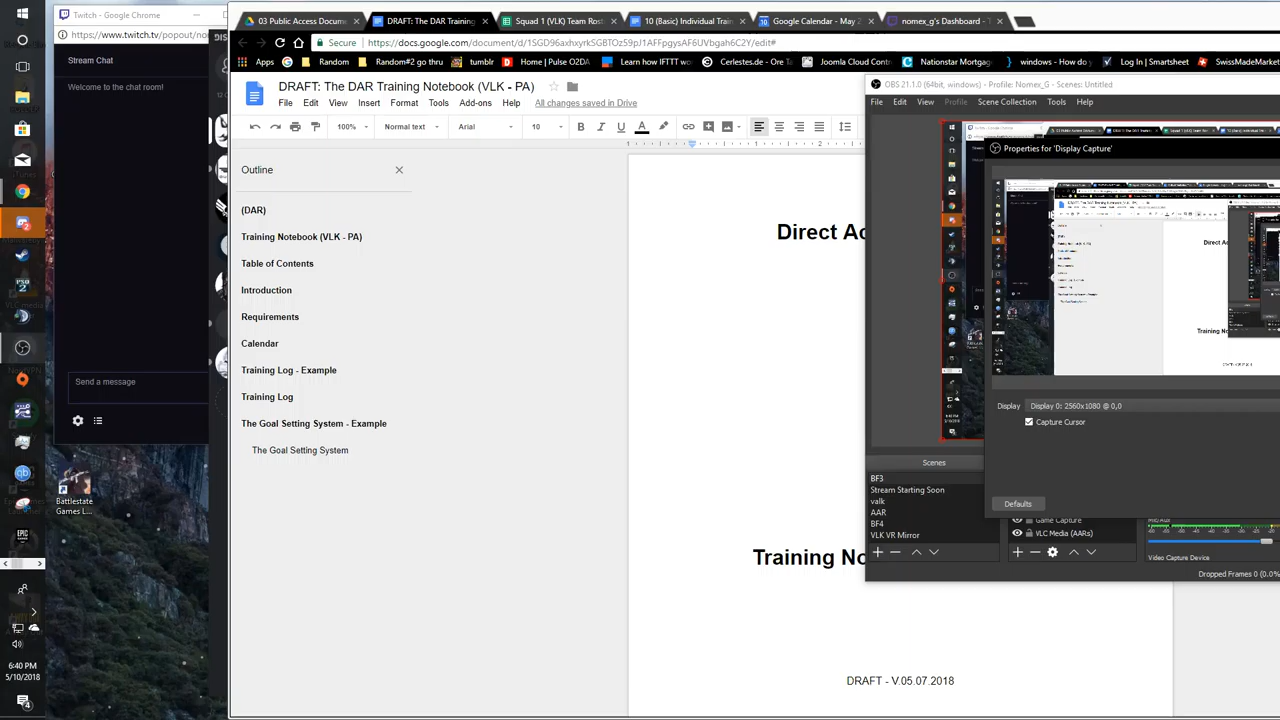 Twitch - Google Chrome
https://www.twitch.tv/popout/no
Stream Chat
Welcome to the chat room!
Send a message
Battlestate
Games L...
6:40 PM
5/10/2018
03 Public Access Docume
DRAFT: The DAR Training
Squad 1 (VLK) Team Rost
10 (Basic) Individual Train
Google Calendar - May 2
nomex_g's Dashboard - T
Secure
Apps
Random
Random#2
tumblr
Home | Pulse O2DA
Learn how IFTTT wor
Cerlestes.de - Ore Ta
Joomla Cloud Contro
Nationstar Mortgage
windows - How do y
Log In | Smartsheet
SwissMadeMarket
DRAFT: The DAR Training Notebook (VLK - PA)
File Edit View Insert Format Tools Add-ons Help All changes saved in Drive
100% Normal text Arial 10
Outline
(DAR)
Training Notebook (VLK - PA)
Table of Contents
Introduction
Requirements
Calendar
Training Log - Example
Training Log
The Goal Setting System - Example
The Goal Setting System
Direct Ac
Training No
DRAFT - V.05.07.2018
OBS 21.1.0 (64bit, windows) - Profile: Nomex_G - Scenes: Untitled
File Edit View Profile Scene Collection Tools Help
Properties for 'Display Capture'
Display Display 0: 2560x1080 @ 0,0
Capture Cursor
Defaults
Scenes
BF3
Stream Starting Soon
valk
AAR
BF4
VLK VR Mirror
Game Capture
VLC Media (AARs)
Mic/Aux
Video Capture Device
Dropped Frames 0 (0.0%